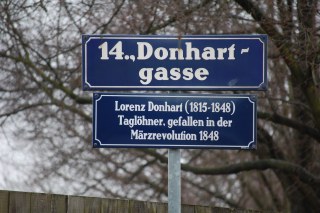 14., Donhart-
gasse
Lorenz Donhart (1815-1848)
Taglöhner, gefallen in der
Märzrevolution 1848